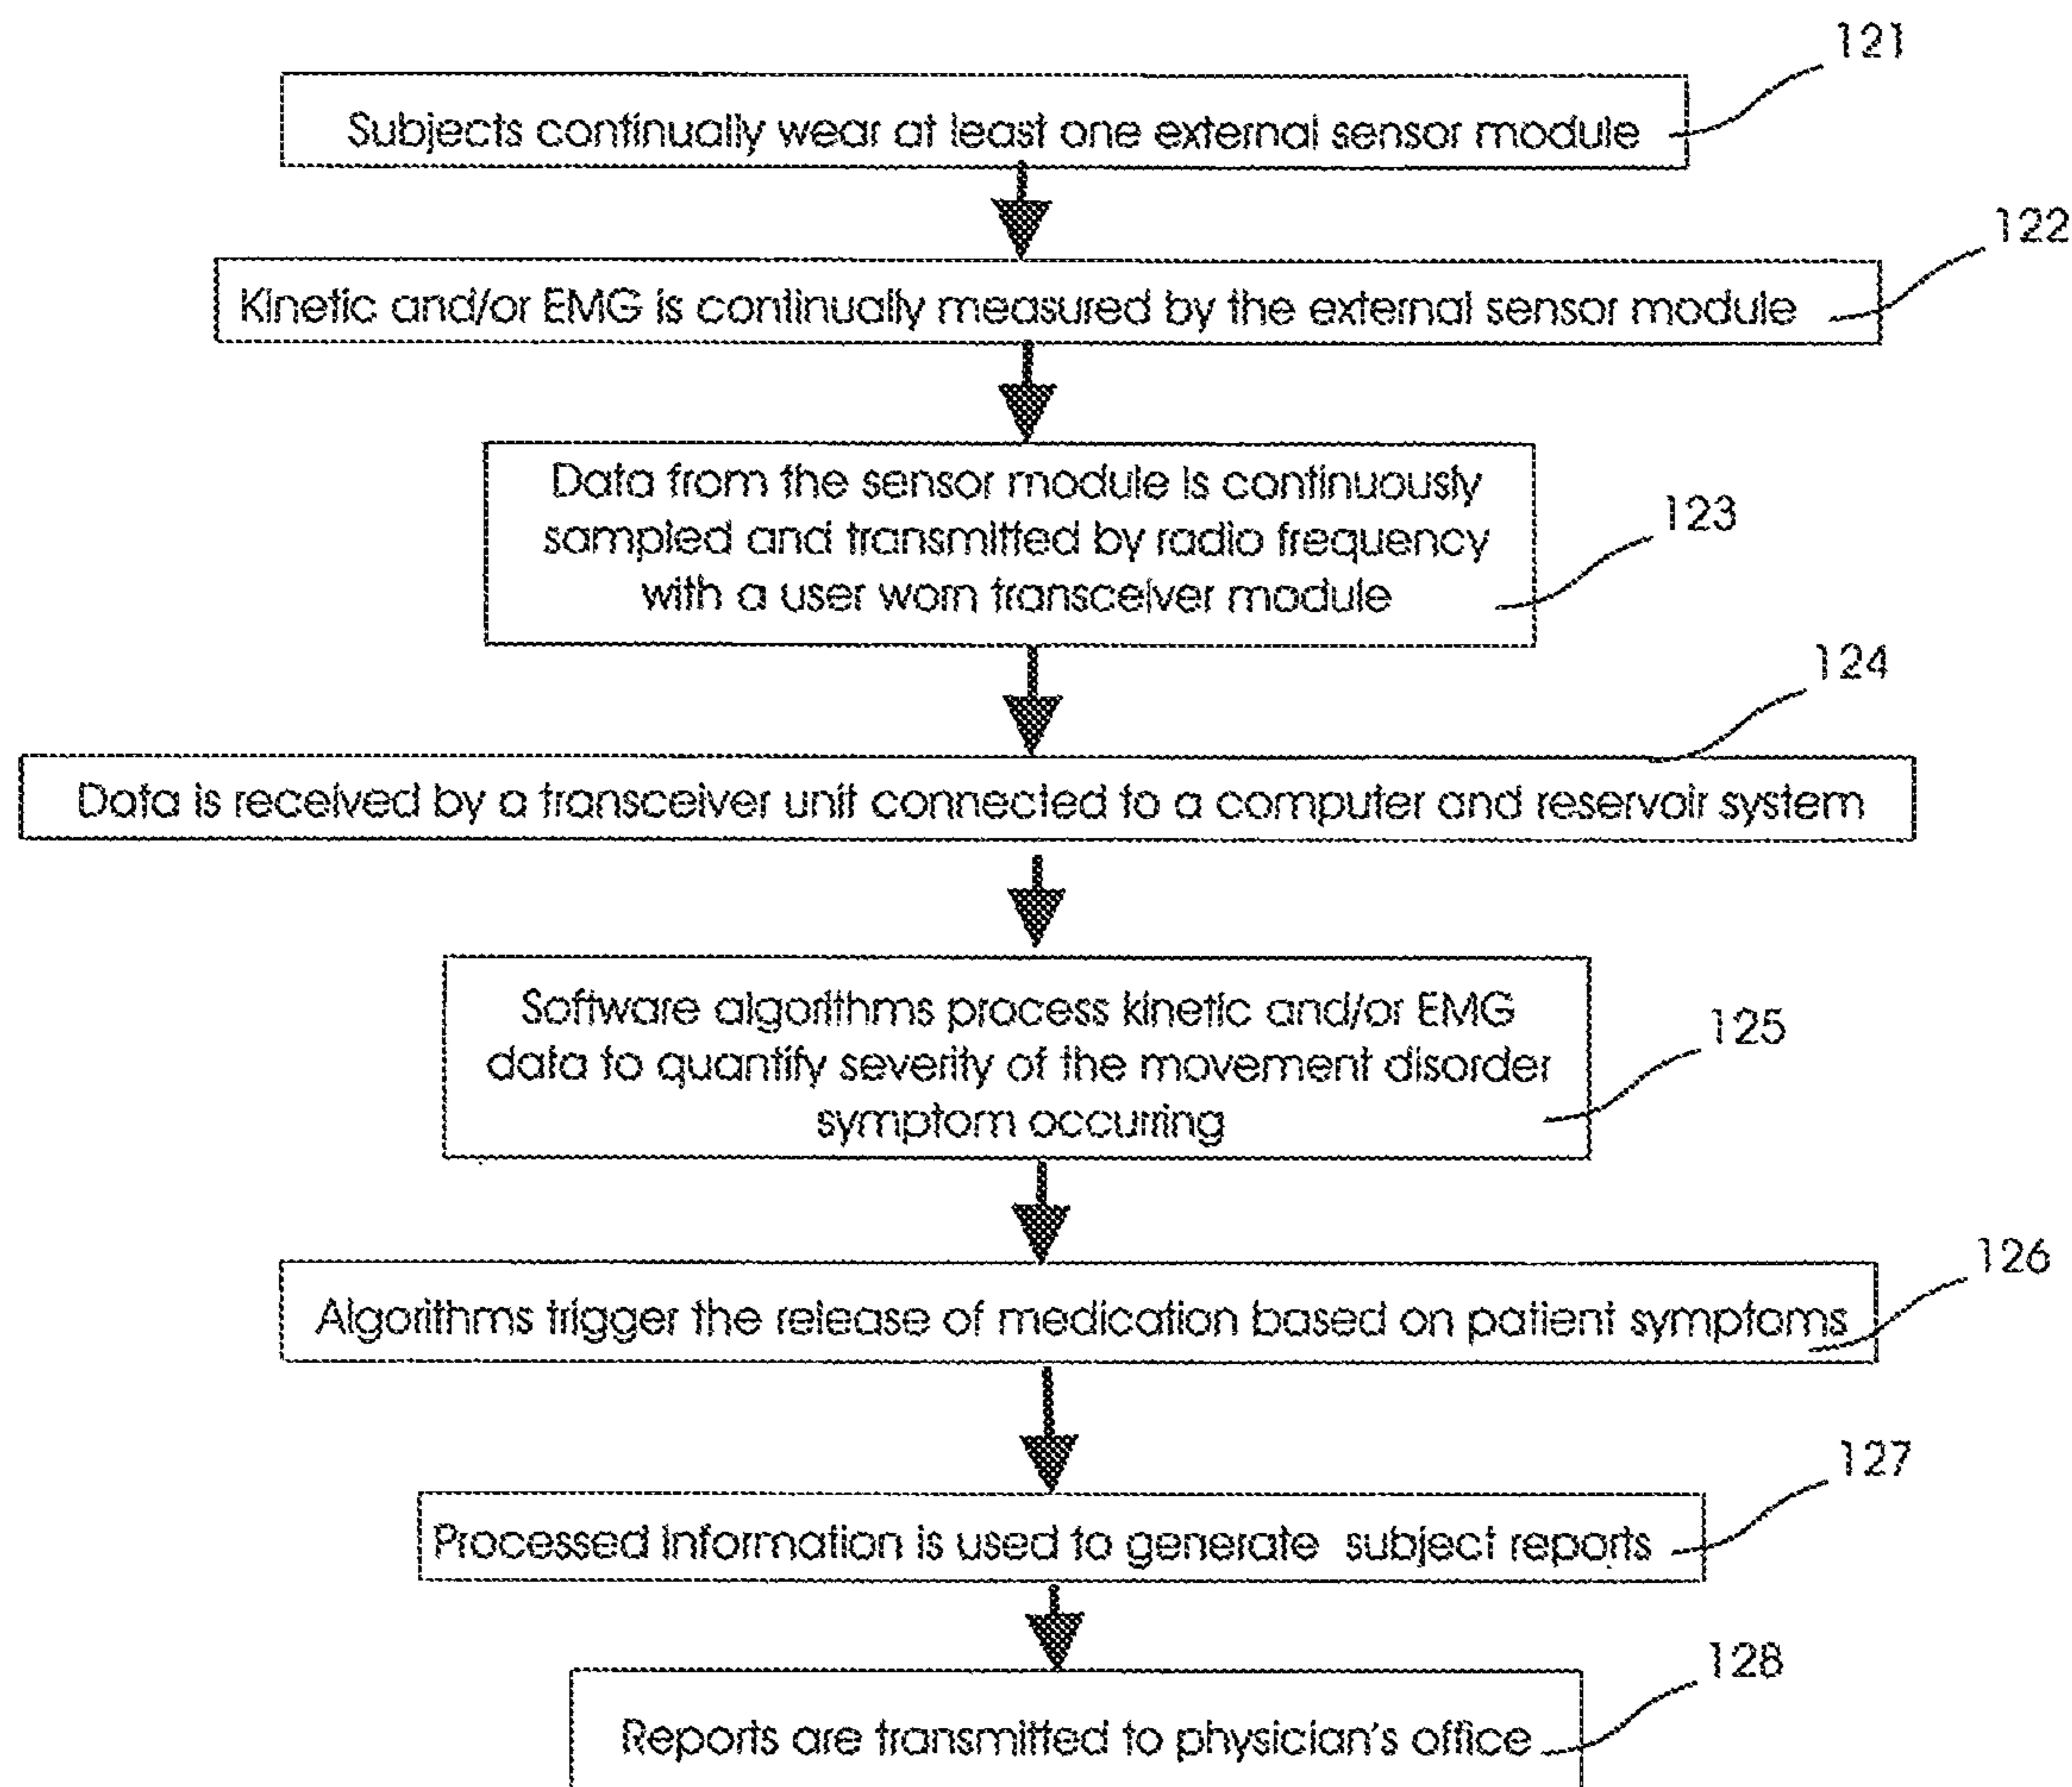 121
Subjects continually wear at least one external sensor module
122
Kinetic and/or EMG is continually measured by the external sensor module
Data from the sensor module is continuously
sampled and transmitted by radio frequency
with a user worn transceiver module
123
124
Data is received by a transceiver unit connected to a computer and reservoir system
Software algorithms process kinetic and/or EMG
data to quantify severity of the movement disorder
symptom occurring
125
126
Algorithms trigger the release of medication based on patient symptoms
127
Processed information is used to generate subject reports
128
Reports are transmitted to physician's office